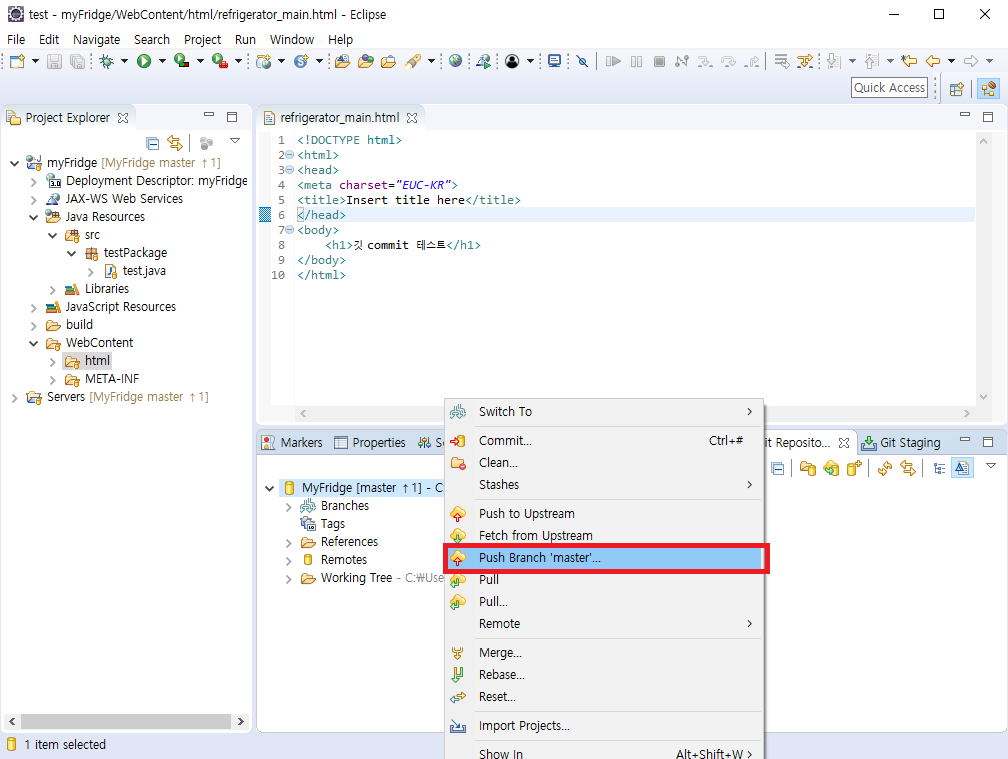 test - myFridge/WebContent/html/refrigerator_main.html - Eclipse
File Edit Navigate Search Project Run Window Help
Quick Access
Project Explorer
myFridge [MyFridge master ↑1]
Deployment Descriptor: myFridge
JAX-WS Web Services
Java Resources
src
testPackage
test.java
Libraries
JavaScript Resources
build
WebContent
html
META-INF
Servers [MyFridge master ↑1]
refrigerator_main.html
1 <!DOCTYPE html>
2 <html>
3 <head>
4 <meta charset="EUC-KR">
5 <title>Insert title here</title>
6 </head>
7 <body>
8 <h1>깃 commit 테스트</h1>
9 </body>
10 </html>
Markers Properties Se it Reposito... Git Staging
MyFridge [master ↑1] - C
Branches
Tags
References
Remotes
Working Tree - C:₩Use
Switch To
Commit... Ctrl+#
Clean...
Stashes
Push to Upstream
Fetch from Upstream
Push Branch 'master'...
Pull
Pull...
Remote
Merge...
Rebase...
Reset...
Import Projects...
Show In Alt+Shift+W
1 item selected